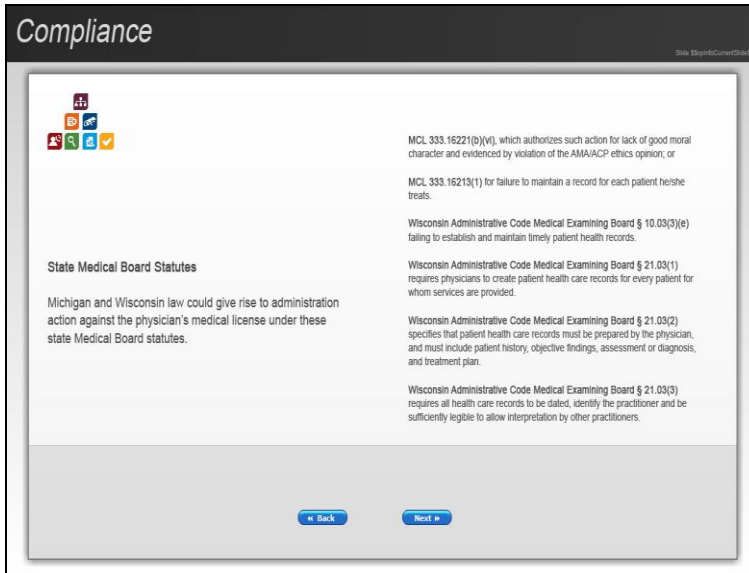 Compliance
Slide $$cpInfoCurrentSlide
State Medical Board Statutes
Michigan and Wisconsin law could give rise to administration
action against the physician's medical license under these
state Medical Board statutes.
MCL 333.16221(b)(vi), which authorizes such action for lack of good moral
character and evidenced by violation of the AMA/ACP ethics opinion; or
MCL 333.16213(1) for failure to maintain a record for each patient he/she
treats.
Wisconsin Administrative Code Medical Examining Board § 10.03(3)(e)
failing to establish and maintain timely patient health records.
Wisconsin Administrative Code Medical Examining Board § 21.03(1)
requires physicians to create patient health care records for every patient for
whom services are provided.
Wisconsin Administrative Code Medical Examining Board § 21.03(2)
specifies that patient health care records must be prepared by the physician,
and must include patient history, objective findings, assessment or diagnosis,
and treatment plan.
Wisconsin Administrative Code Medical Examining Board § 21.03(3)
requires all health care records to be dated, identify the practitioner and be
sufficiently legible to allow interpretation by other practitioners.
« Back
Next »